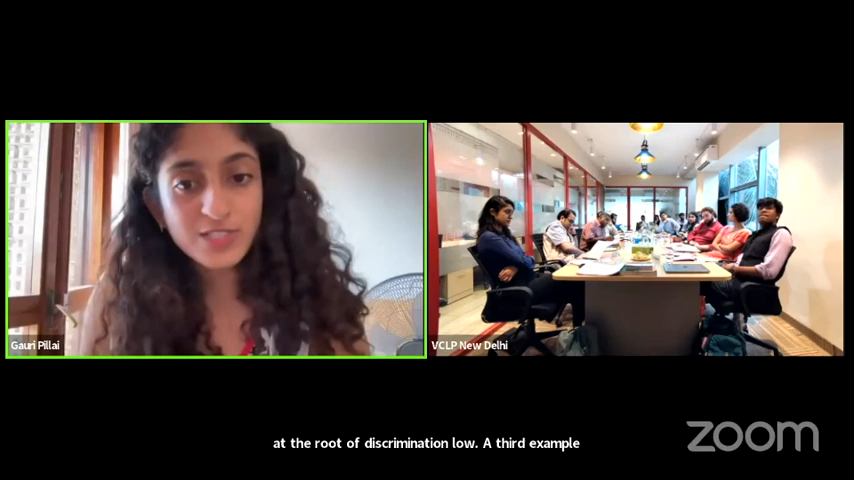 Gauri Pillai
VCLP New Delhi
at the root of discrimination low. A third example
zoom